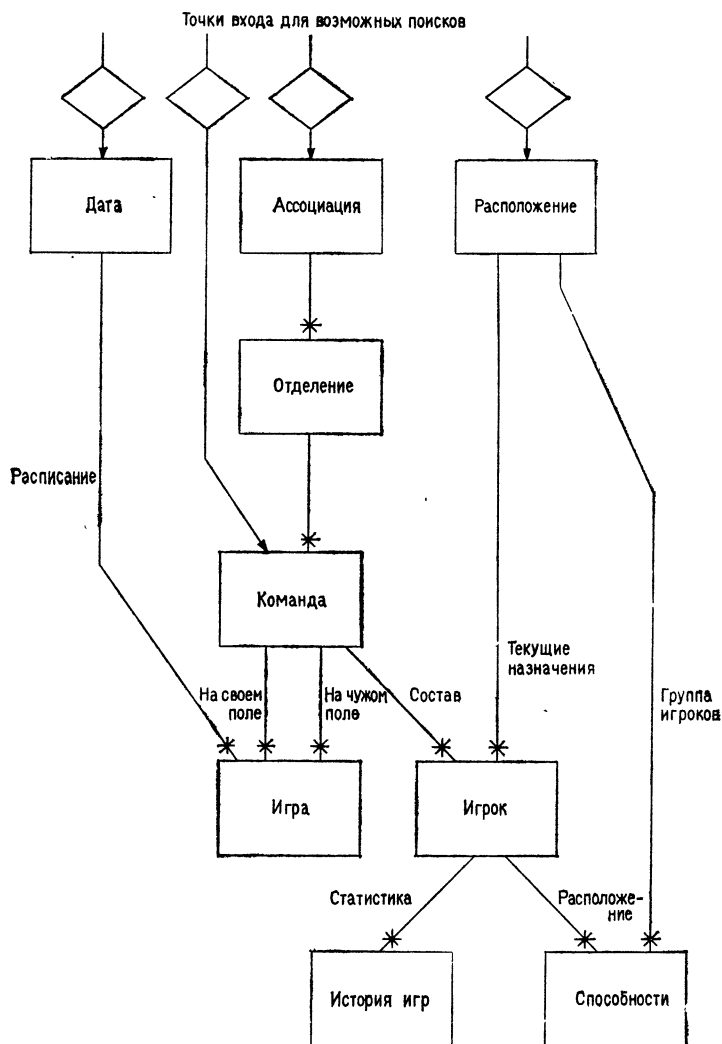 Точки входа для возможных поисков
Дата
Ассоциация
Расположение
Отделение
Расписание
Команда
На своем
поле
На чужом
поле
Состав
Текущие
назначения
Группа
игроков
Игра
Игрок
Статистика
Расположе-
ние
История игр
Способности